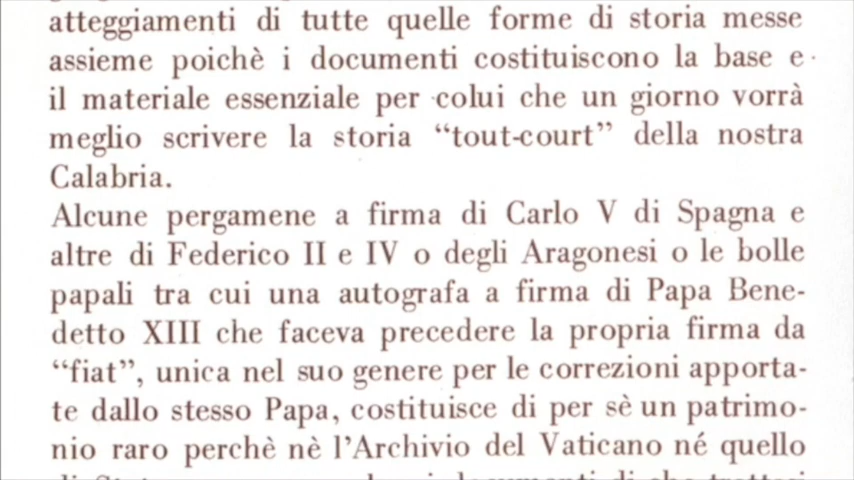 atteggiamenti di tutte quelle forme di storia messe
assieme poichè i documenti costituiscono la base e
il materiale essenziale per colui che un giorno vorrà
meglio scrivere la storia “tout-court” della nostra
Calabria.
Alcune pergamene a firma di Carlo V di Spagna e
altre di Federico II e IV o degli Aragonesi o le bolle
papali tra cui una autografa a firma di Papa Bene-
detto XIII che faceva precedere la propria firma da
“fiat”, unica nel suo genere per le correzioni apporta-
te dallo stesso Papa, costituisce di per sè un patrimo-
nio raro perchè nè l'Archivio del Vaticano né quello